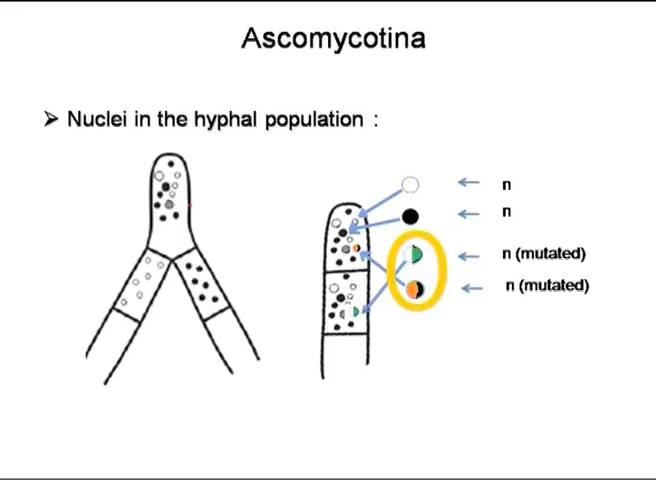 Ascomycotina
➤ Nuclei in the hyphal population :
n
n
n (mutated)
n (mutated)